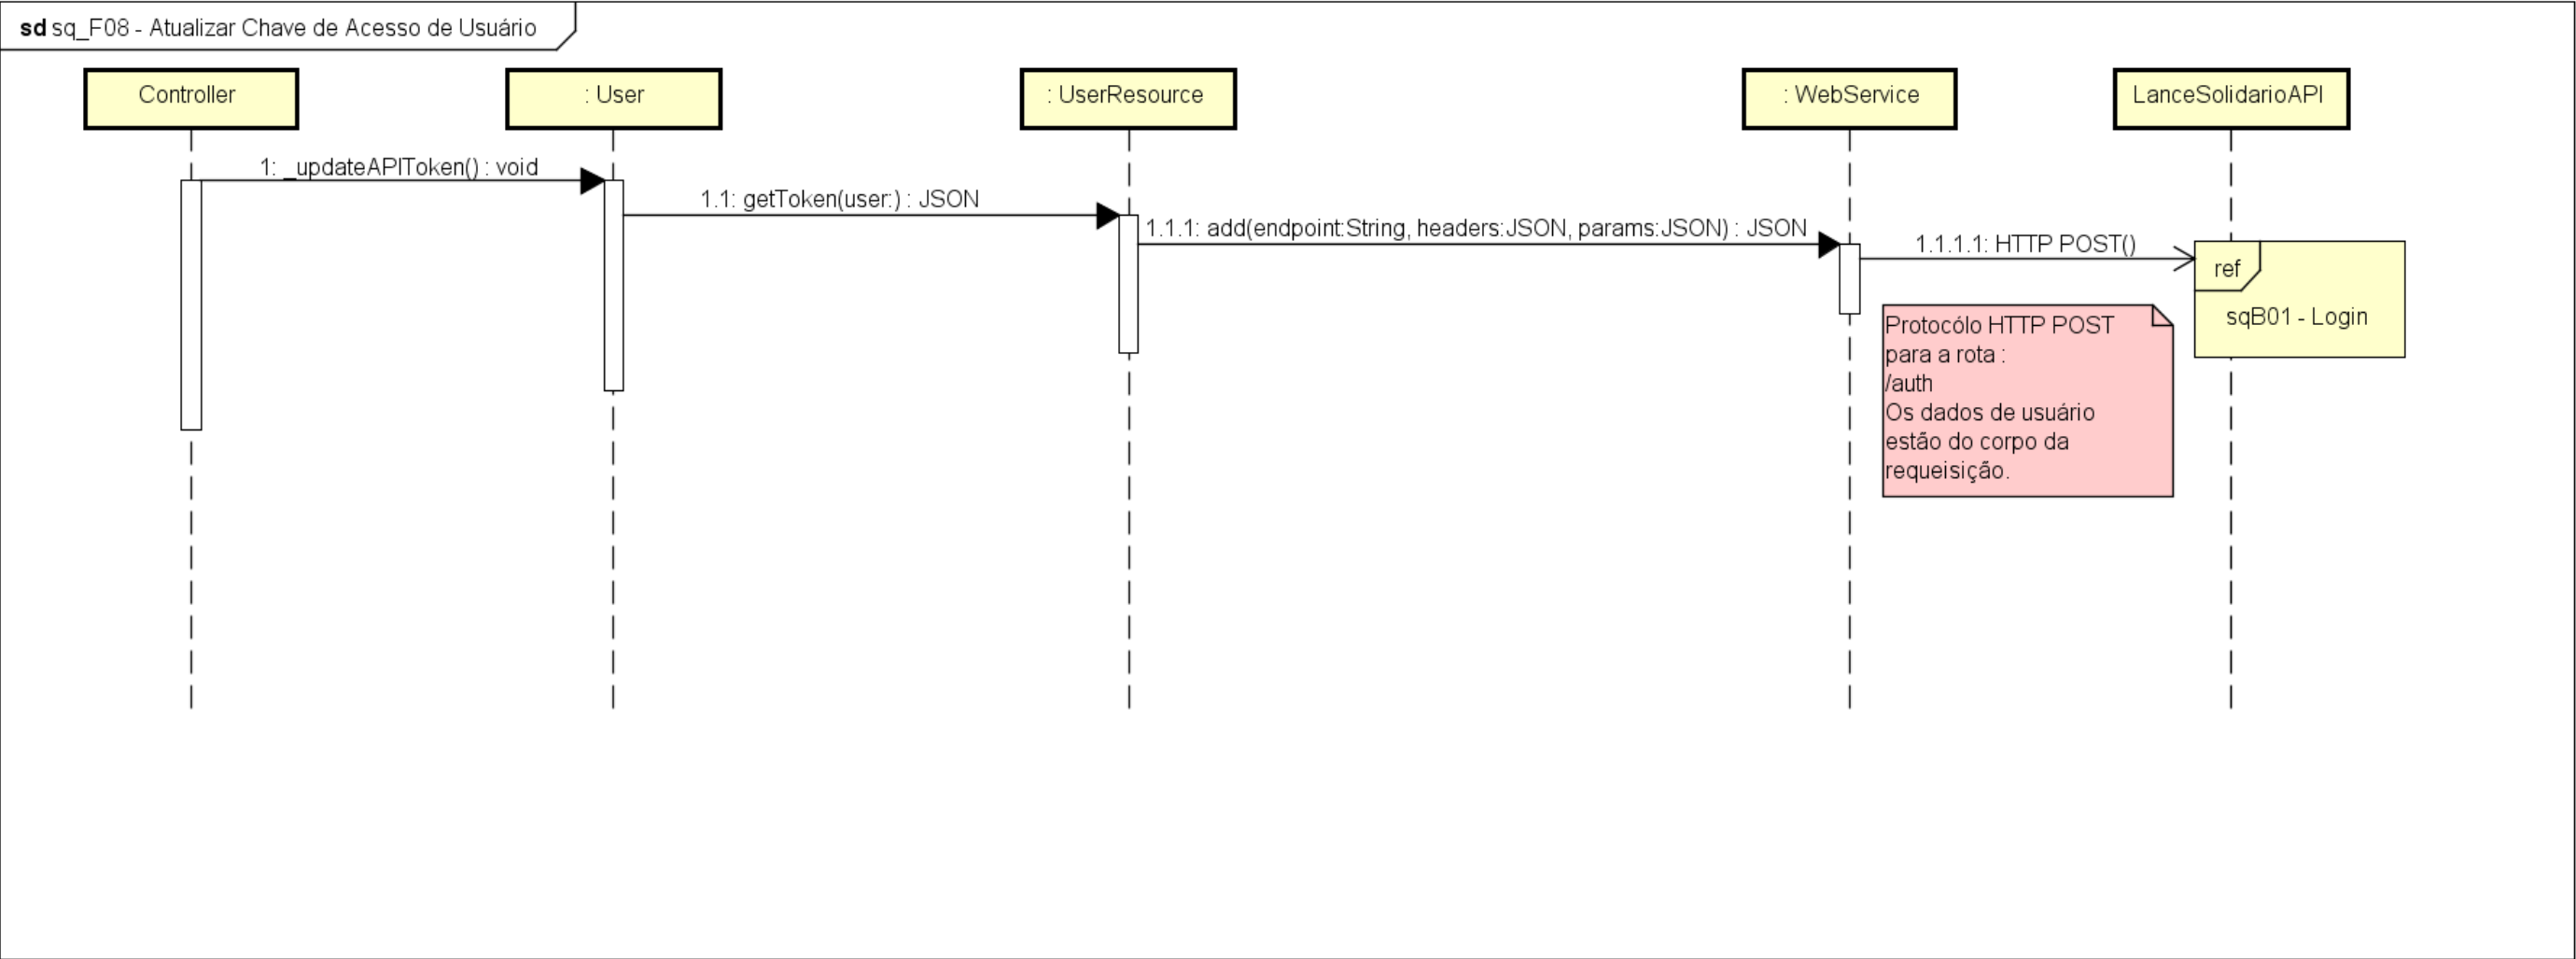 sd sq_F08 - Atualizar Chave de Acesso de Usuário
Controller
: User
: UserResource
: WebService
LanceSolidarioAPI
1: _updateAPIToken() : void
1.1: getToken(user:) : JSON
1.1.1: add(endpoint:String, headers:JSON, params:JSON) : JSON
1.1.1.1: HTTP POST()
ref
sqB01 - Login
Protocólo HTTP POST
para a rota :
/auth
Os dados de usuário
estão do corpo da
requeisição.